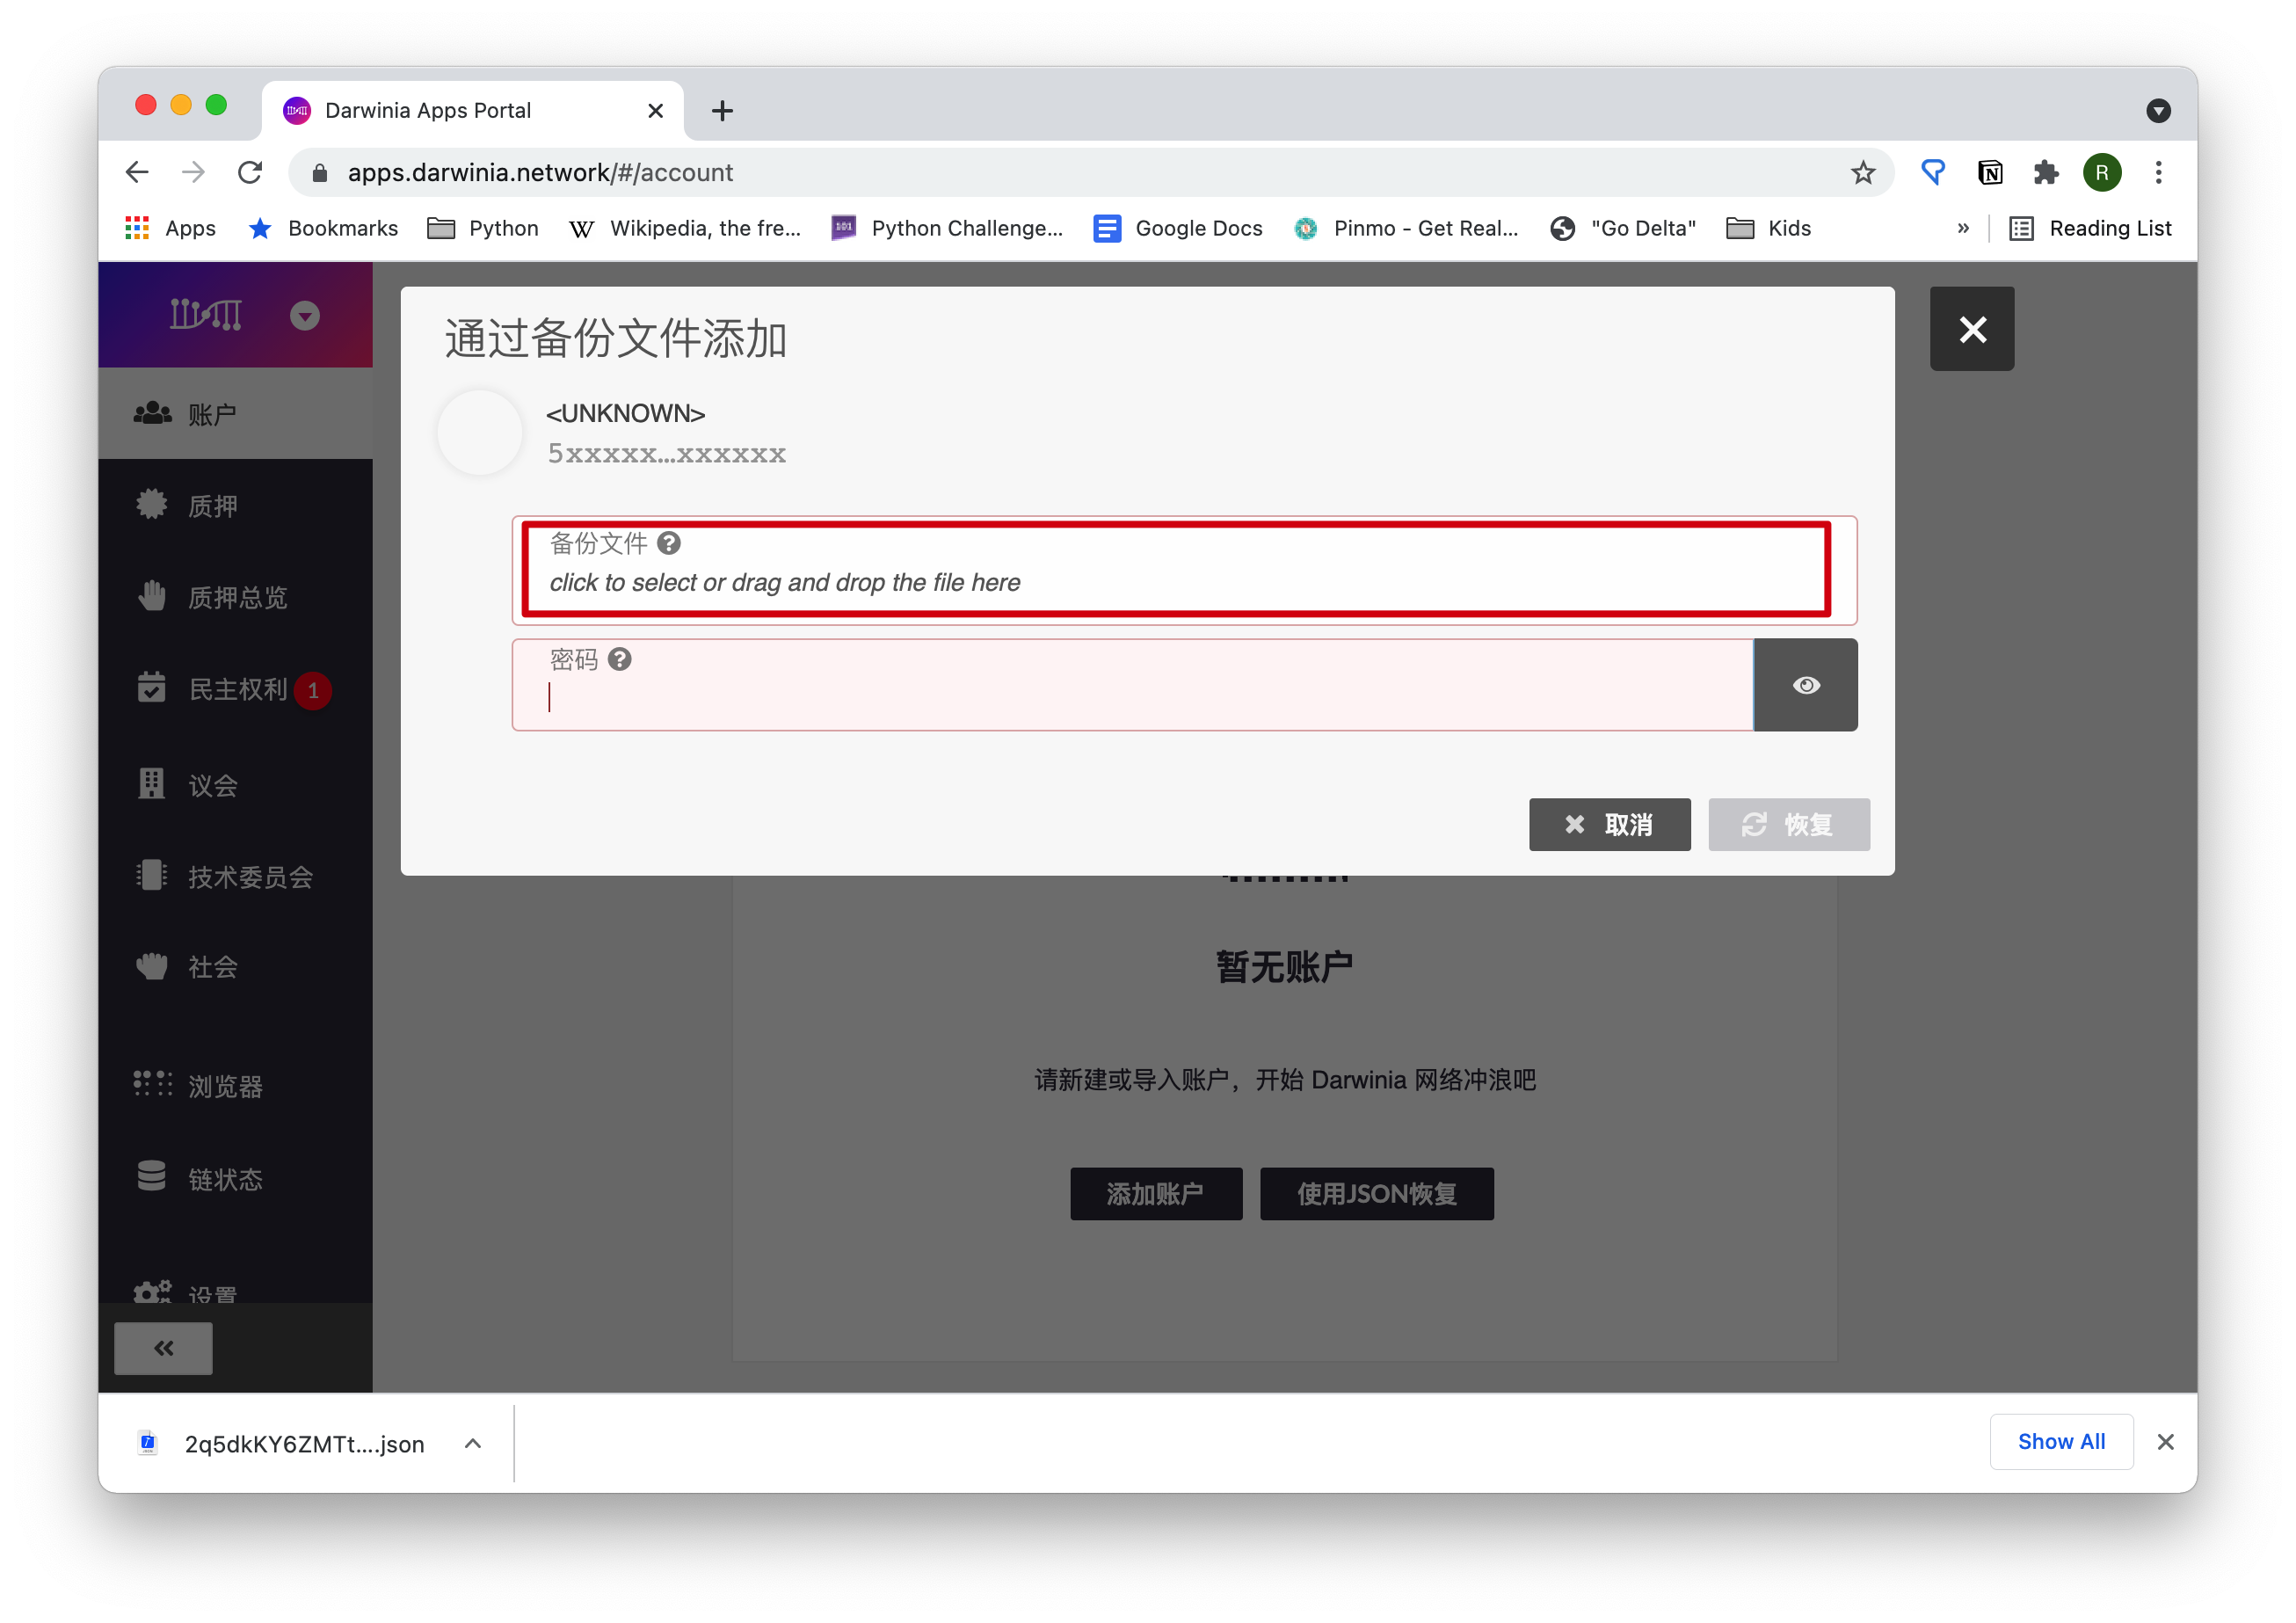 Darwinia Apps Portal
apps.darwinia.network/#/account
R
Apps
Bookmarks
Python
W
Wikipedia, the fre...
101
Python Challenge...
Google Docs
Pinmo - Get Real...
"Go Delta"
Kids
»
Reading List
通过备份文件添加
<UNKNOWN>
5xxxxx…xxxxxx
备份文件 ?
click to select or drag and drop the file here
密码 ?
取消
恢复
账户
质押
质押总览
民主权利 1
议会
技术委员会
社会
浏览器
链状态
设置
暂无账户
请新建或导入账户，开始 Darwinia 网络冲浪吧
添加账户
使用JSON恢复
2q5dkKY6ZMTt....json
Show All